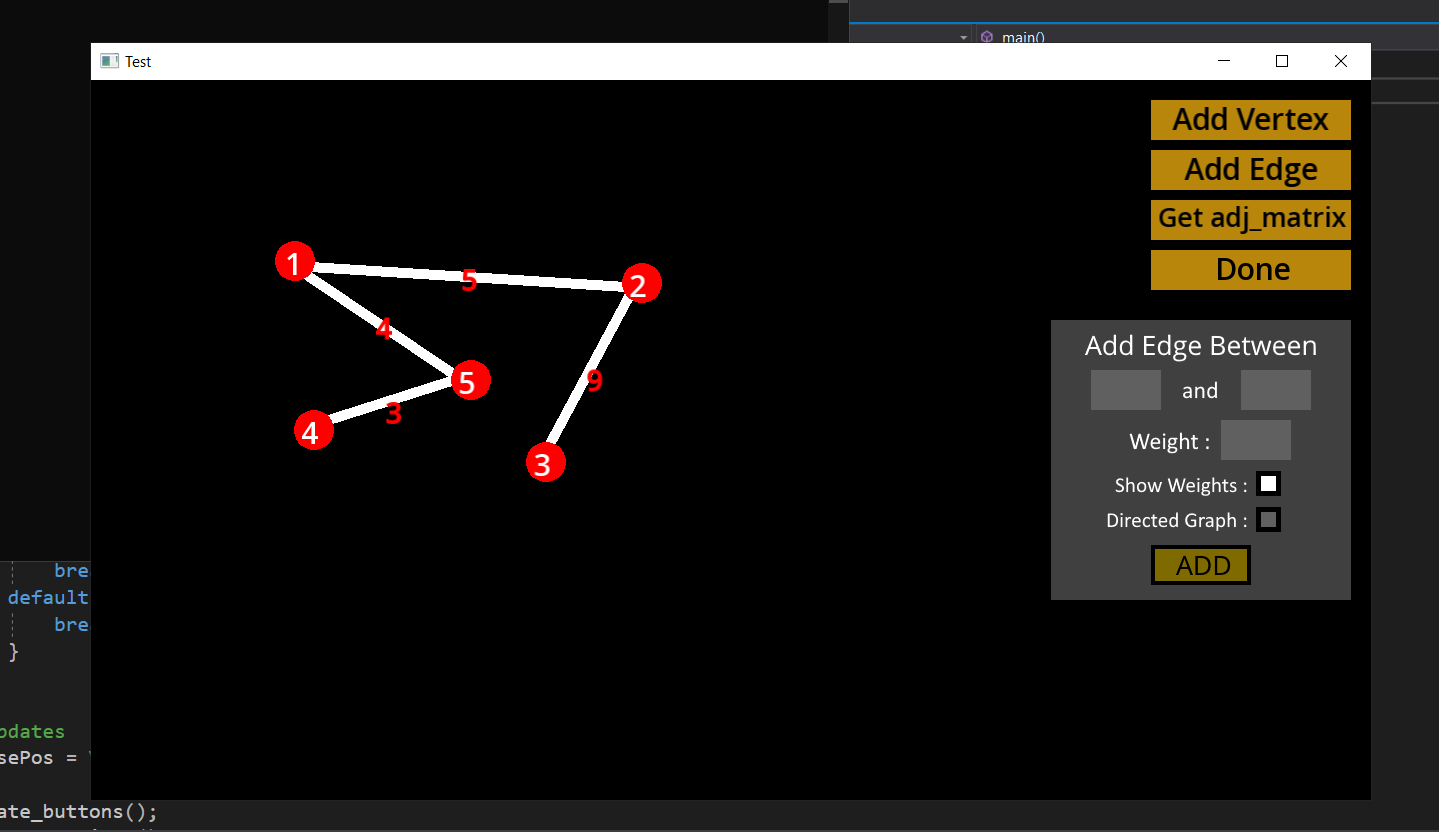 main()
Test
Add Vertex
Add Edge
Get adj_matrix
Done
1
5
2
4
5
9
3
4
3
Add Edge Between
and
Weight :
Show Weights :
Directed Graph :
ADD
bre
default
bre
}
pdates
sePos =
ate_buttons();